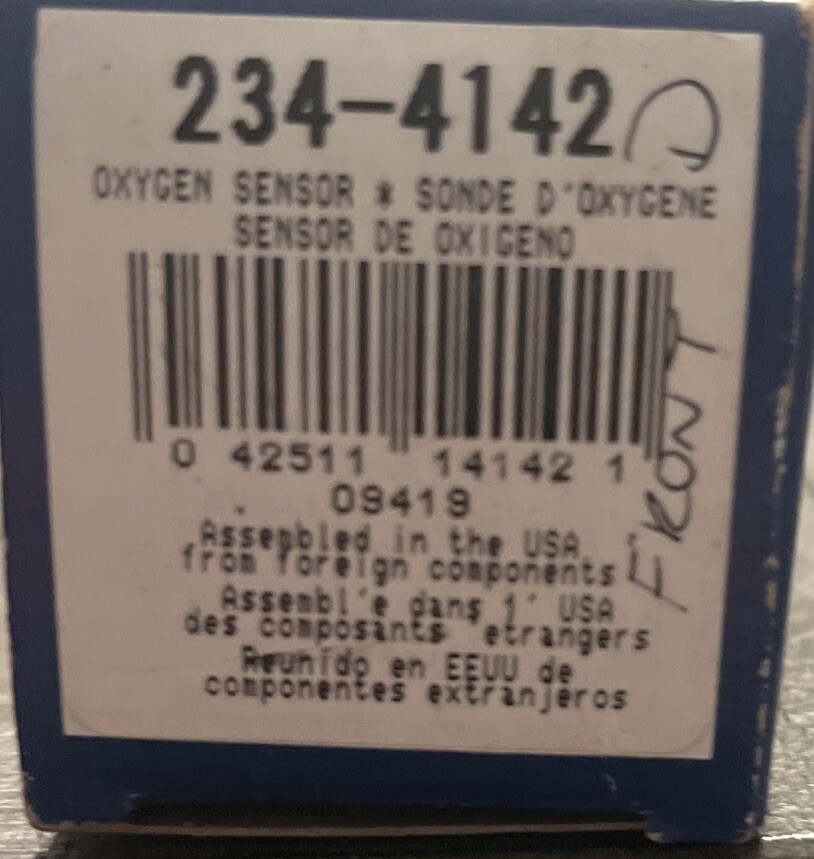 234-4142 D
OXYGEN SENSOR * SONDE D'OXYGENE
SENSOR DE OXIGENO
0 42511 14142 1
09419
Assembled in the USA
from foreign components
Assembl'e dans l' USA
des composants 'etrangers
Reunido en EEUU de
componentes extranjeros
FRONT